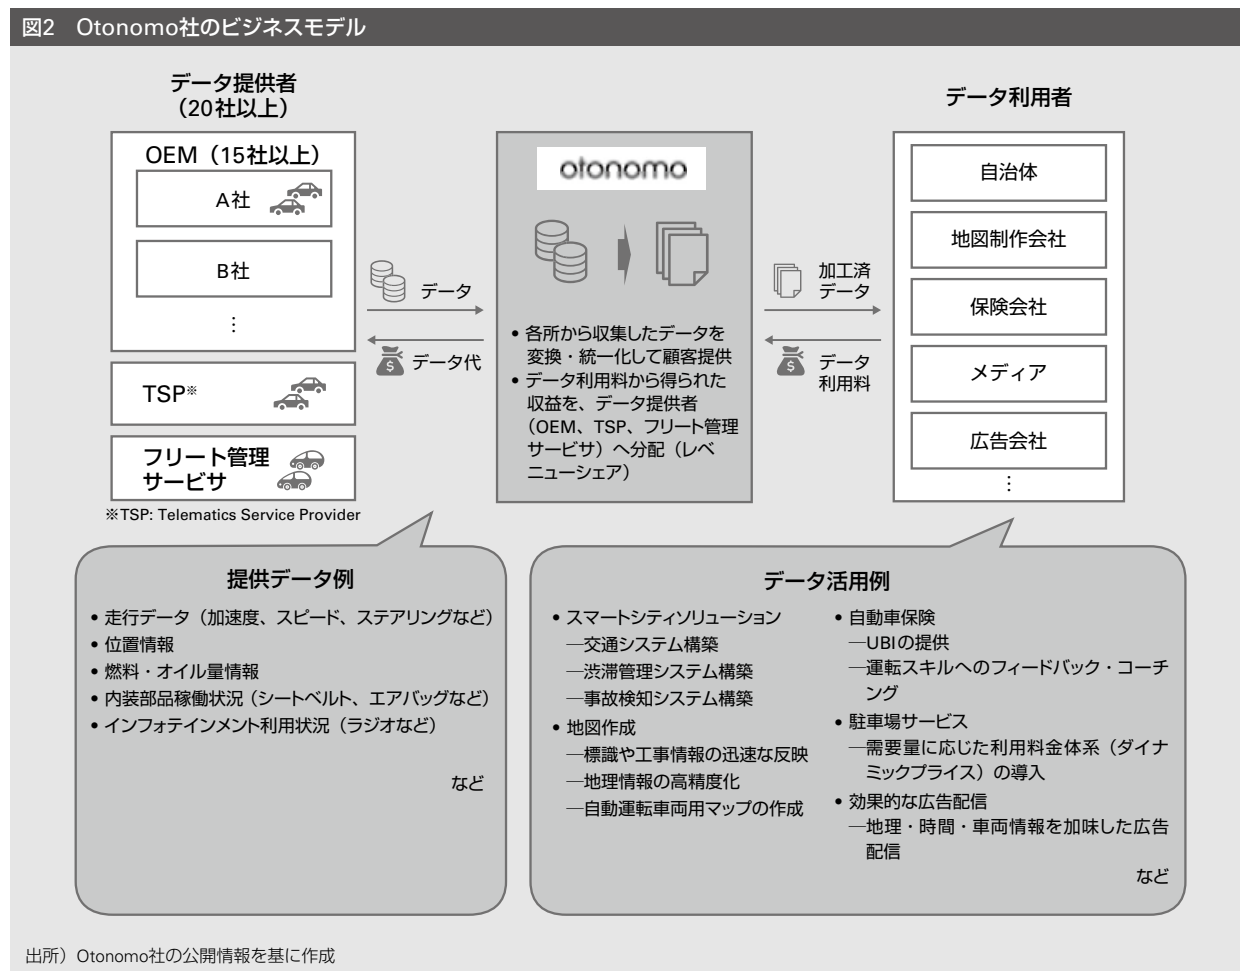 図2 Otonomo社のビジネスモデル
データ提供者
（20社以上）
OEM（15社以上）
A社
B社
⋮
TSP※
フリート管理
サービサ
※TSP: Telematics Service Provider
データ
データ代
otonomo
• 各所から収集したデータを
変換・統一化して顧客提供
• データ利用料から得られた
収益を、データ提供者
（OEM、TSP、フリート管理
サービサ）へ分配（レベ
ニューシェア）
加工済
データ
データ
利用料
データ利用者
自治体
地図制作会社
保険会社
メディア
広告会社
⋮
提供データ例
• 走行データ（加速度、スピード、ステアリングなど）
• 位置情報
• 燃料・オイル量情報
• 内装部品稼働状況（シートベルト、エアバッグなど）
• インフォテインメント利用状況（ラジオなど）
など
データ活用例
• スマートシティソリューション
―交通システム構築
―渋滞管理システム構築
―事故検知システム構築
• 地図作成
―標識や工事情報の迅速な反映
―地理情報の高精度化
―自動運転車両用マップの作成
• 自動車保険
―UBIの提供
―運転スキルへのフィードバック・コーチ
ング
• 駐車場サービス
―需要量に応じた利用料金体系（ダイナ
ミックプライス）の導入
• 効果的な広告配信
―地理・時間・車両情報を加味した広告
配信
など
出所）Otonomo社の公開情報を基に作成